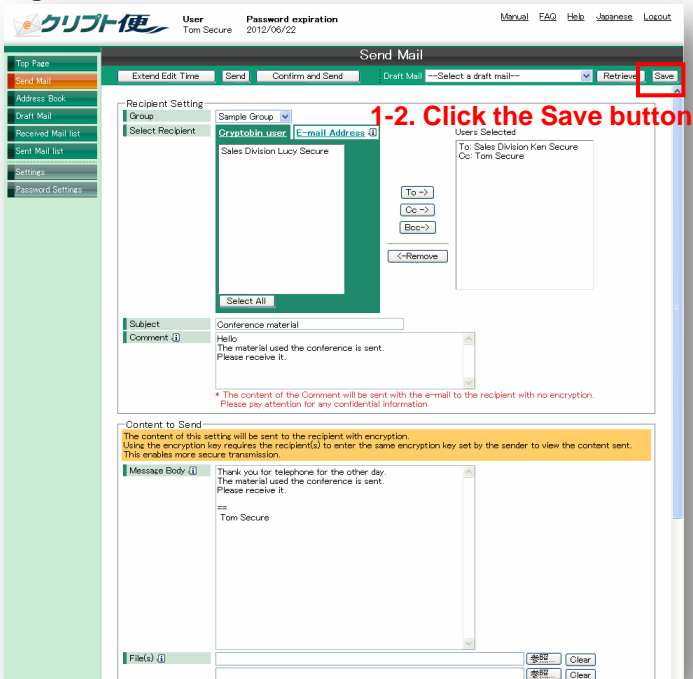 クリプト便
User Password expiration
Tom Secure 2012/06/22
Manual FAQ Help Japanese Logout
Send Mail
Top Page
Send Mail
Address Book
Draft Mail
Received Mail list
Sent Mail list
Settings
Password Settings
Extend Edit Time Send Confirm and Send Draft Mail --Select a draft mail-- Retrieve Save
1-2. Click the Save button
Recipient Setting
Group Sample Group
Select Recipient Cryptobin user E-mail Address Users Selected
Sales Division Lucy Secure
To: Sales Division Ken Secure
Cc: Tom Secure
To ->
Cc ->
Bcc->
<-Remove
Select All
Subject Conference material
Comment Hello
The material used the conference is sent.
Please receive it.
* The content of the Comment will be sent with the e-mail to the recipient with no encryption.
Please pay attention for any confidential information.
Content to Send
The content of this setting will be sent to the recipient with encryption.
Using the encryption key requires the recipient(s) to enter the same encryption key set by the sender to view the content sent.
This enables more secure transmission.
Message Body Thank you for telephone for the other day.
The material used the conference is sent.
Please receive it.
==
Tom Secure
File(s) 参照... Clear
参照... Clear